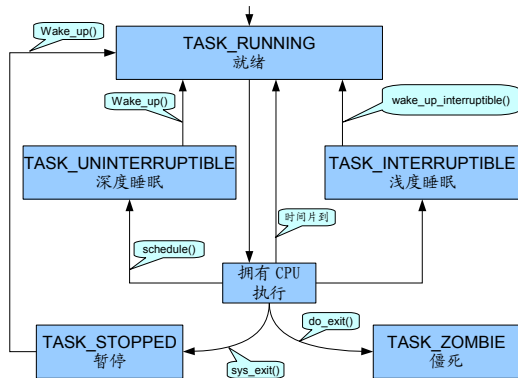 Wake_up()
TASK_RUNNING
就绪
Wake_up()
wake_up_interruptible()
TASK_UNINTERRUPTIBLE
深度睡眠
TASK_INTERRUPTIBLE
浅度睡眠
时间片到
schedule()
拥有 CPU
执行
do_exit()
TASK_STOPPED
暂停
sys_exit()
TASK_ZOMBIE
僵死